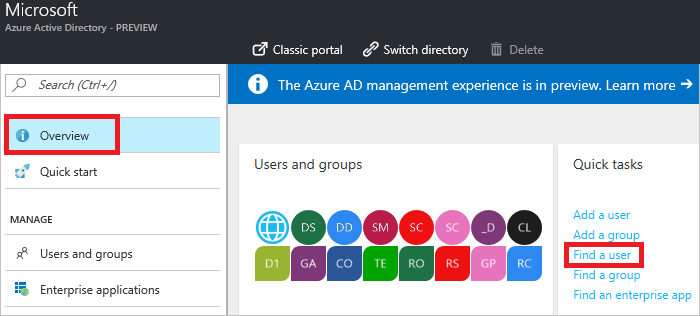 Microsoft
Azure Active Directory - PREVIEW
Classic portal Switch directory Delete
Search (Ctrl+/)
The Azure AD management experience is in preview. Learn more →
Overview
Quick start
MANAGE
Users and groups
Enterprise applications
Users and groups
DS DD SM SC SC _D CL
D1 GA CO TE RO RS GP RC
Quick tasks
Add a user
Add a group
Find a user
Find a group
Find an enterprise app